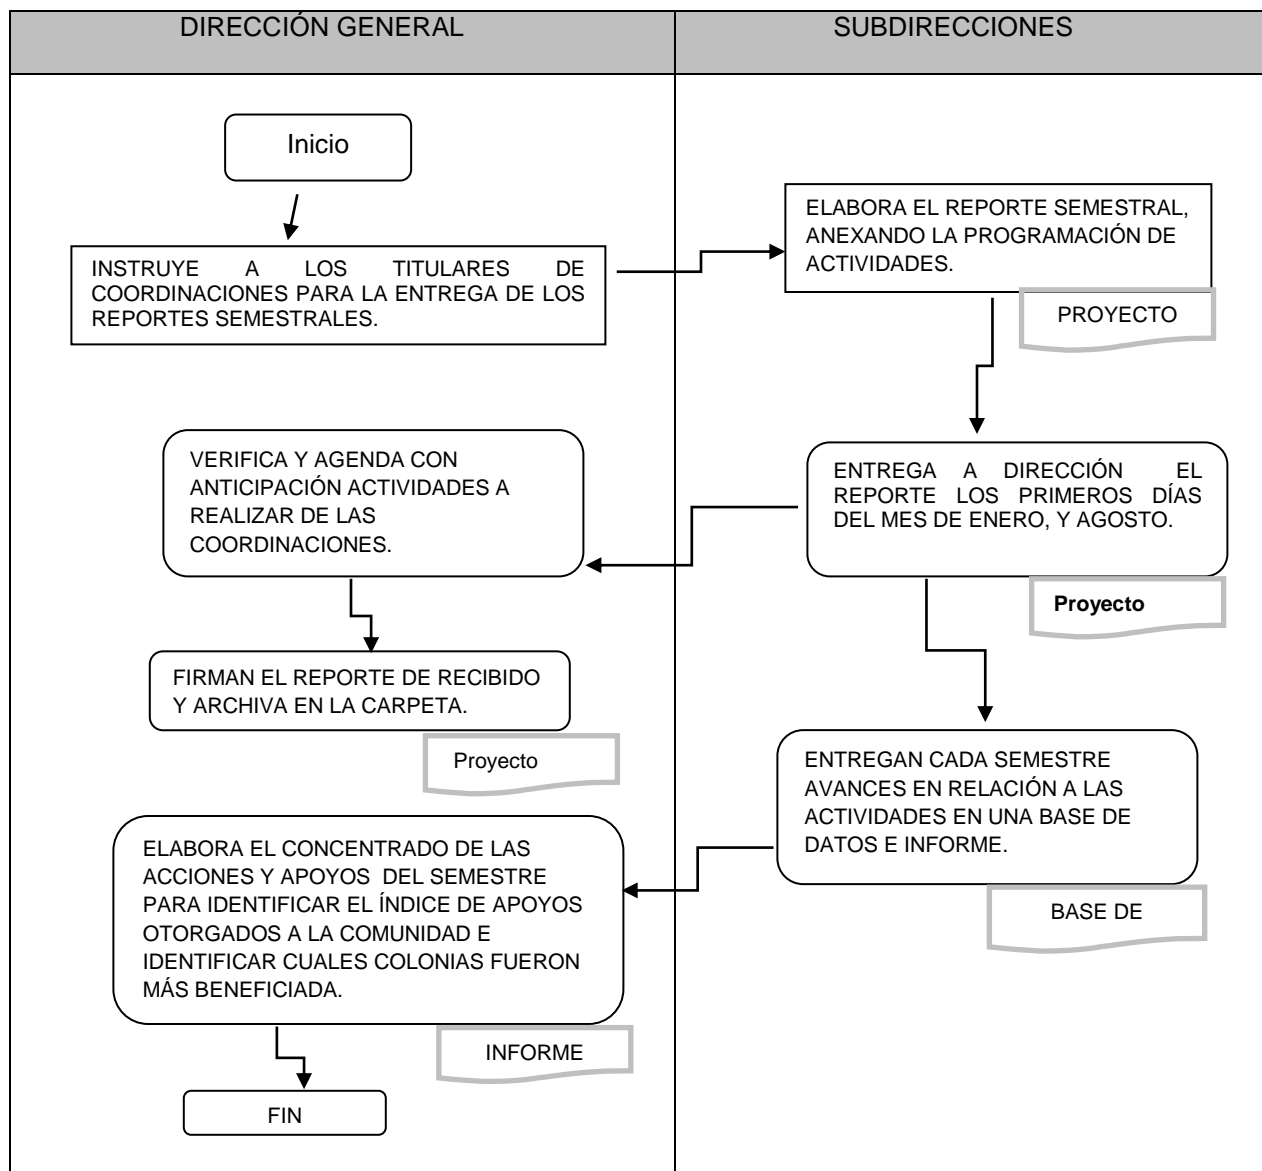 DIRECCIÓN GENERAL
SUBDIRECCIONES
Inicio
INSTRUYE A LOS TITULARES DE
COORDINACIONES PARA LA ENTREGA DE LOS
REPORTES SEMESTRALES.
ELABORA EL REPORTE SEMESTRAL,
ANEXANDO LA PROGRAMACIÓN DE
ACTIVIDADES.
PROYECTO
ENTREGA A DIRECCIÓN EL
REPORTE LOS PRIMEROS DÍAS
DEL MES DE ENERO, Y AGOSTO.
Proyecto
VERIFICA Y AGENDA CON
ANTICIPACIÓN ACTIVIDADES A
REALIZAR DE LAS
COORDINACIONES.
FIRMAN EL REPORTE DE RECIBIDO
Y ARCHIVA EN LA CARPETA.
Proyecto
ENTREGAN CADA SEMESTRE
AVANCES EN RELACIÓN A LAS
ACTIVIDADES EN UNA BASE DE
DATOS E INFORME.
BASE DE
ELABORA EL CONCENTRADO DE LAS
ACCIONES Y APOYOS DEL SEMESTRE
PARA IDENTIFICAR EL ÍNDICE DE APOYOS
OTORGADOS A LA COMUNIDAD E
IDENTIFICAR CUALES COLONIAS FUERON
MÁS BENEFICIADA.
INFORME
FIN